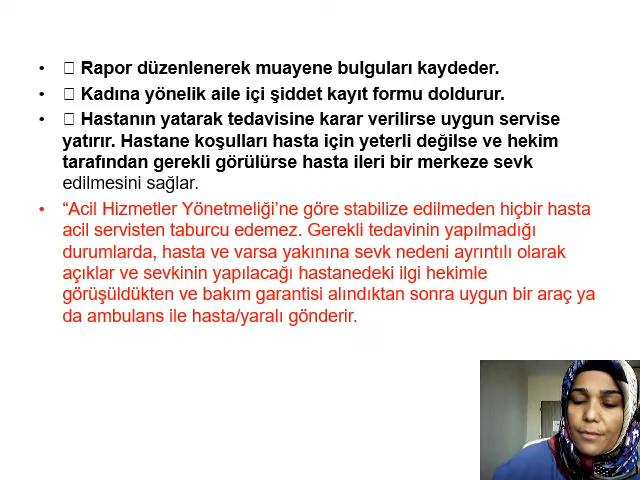 • □ Rapor düzenlenerek muayene bulguları kaydeder.
• □ Kadına yönelik aile içi şiddet kayıt formu doldurur.
• □ Hastanın yatarak tedavisine karar verilirse uygun servise
yatırır. Hastane koşulları hasta için yeterli değilse ve hekim
tarafından gerekli görülürse hasta ileri bir merkeze sevk
edilmesini sağlar.
• “Acil Hizmetler Yönetmeliği’ne göre stabilize edilmeden hiçbir hasta
acil servisten taburcu edemez. Gerekli tedavinin yapılmadığı
durumlarda, hasta ve varsa yakınına sevk nedeni ayrıntılı olarak
açıklar ve sevkinin yapılacağı hastanedeki ilgi hekimle
görüşüldükten ve bakım garantisi alındıktan sonra uygun bir araç ya
da ambulans ile hasta/yaralı gönderir.